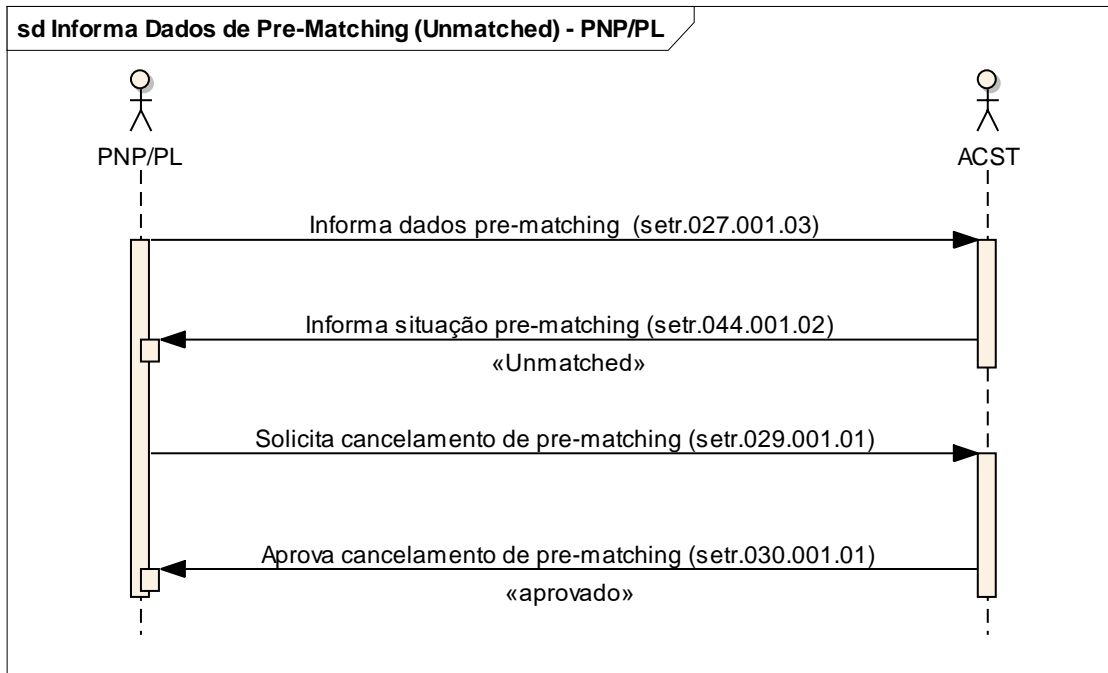 sd Informa Dados de Pre-Matching (Unmatched) - PNP/PL
PNP/PL
ACST
Informa dados pre-matching  (setr.027.001.03)
Informa situação pre-matching (setr.044.001.02)
«Unmatched»
Solicita cancelamento de pre-matching (setr.029.001.01)
Aprova cancelamento de pre-matching (setr.030.001.01)
«aprovado»